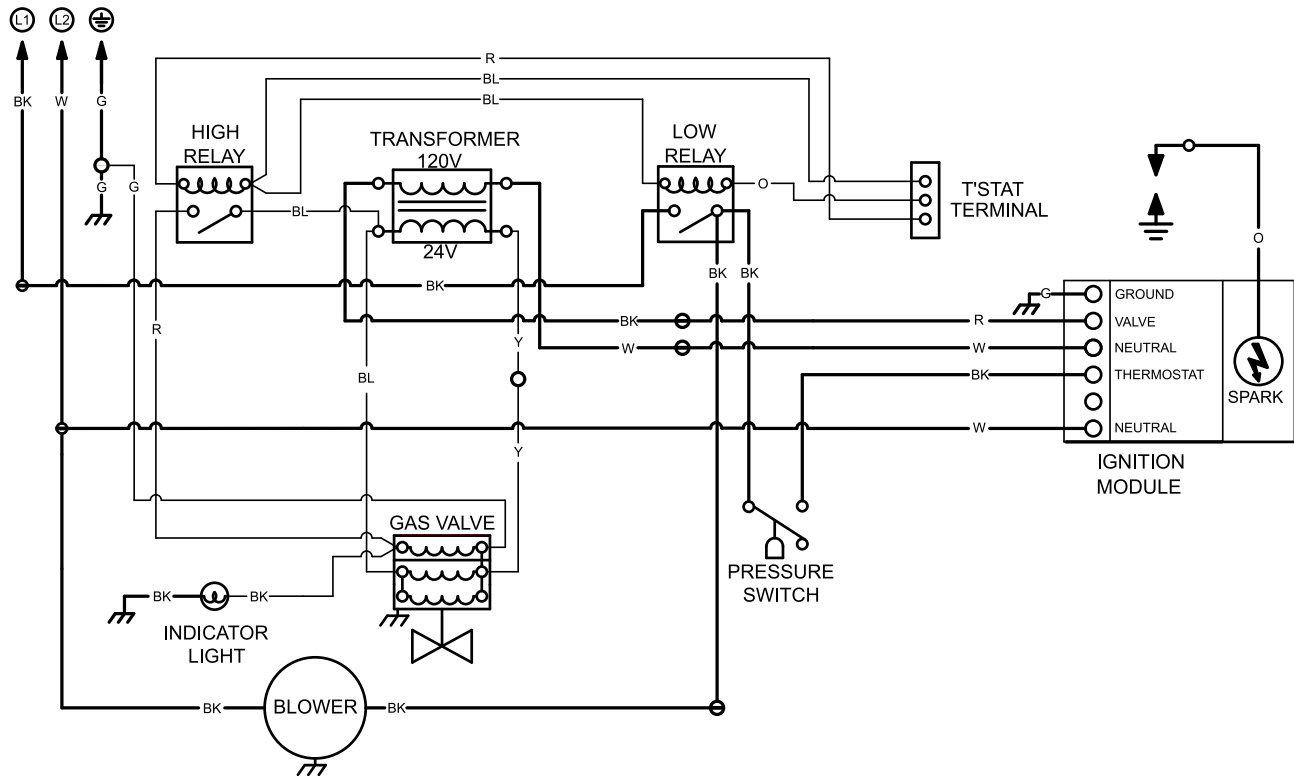 L1
L2
BK
W
G
G
G
R
BL
BL
HIGH
RELAY
TRANSFORMER
120V
24V
LOW
RELAY
BL
O
T'STAT
TERMINAL
BK
BK
BK
O
G
GROUND
BK
R
VALVE
W
W
NEUTRAL
BK
THERMOSTAT
W
NEUTRAL
SPARK
IGNITION
MODULE
R
Y
BL
Y
GAS VALVE
PRESSURE
SWITCH
BK
BK
INDICATOR
LIGHT
BK
BLOWER
BK